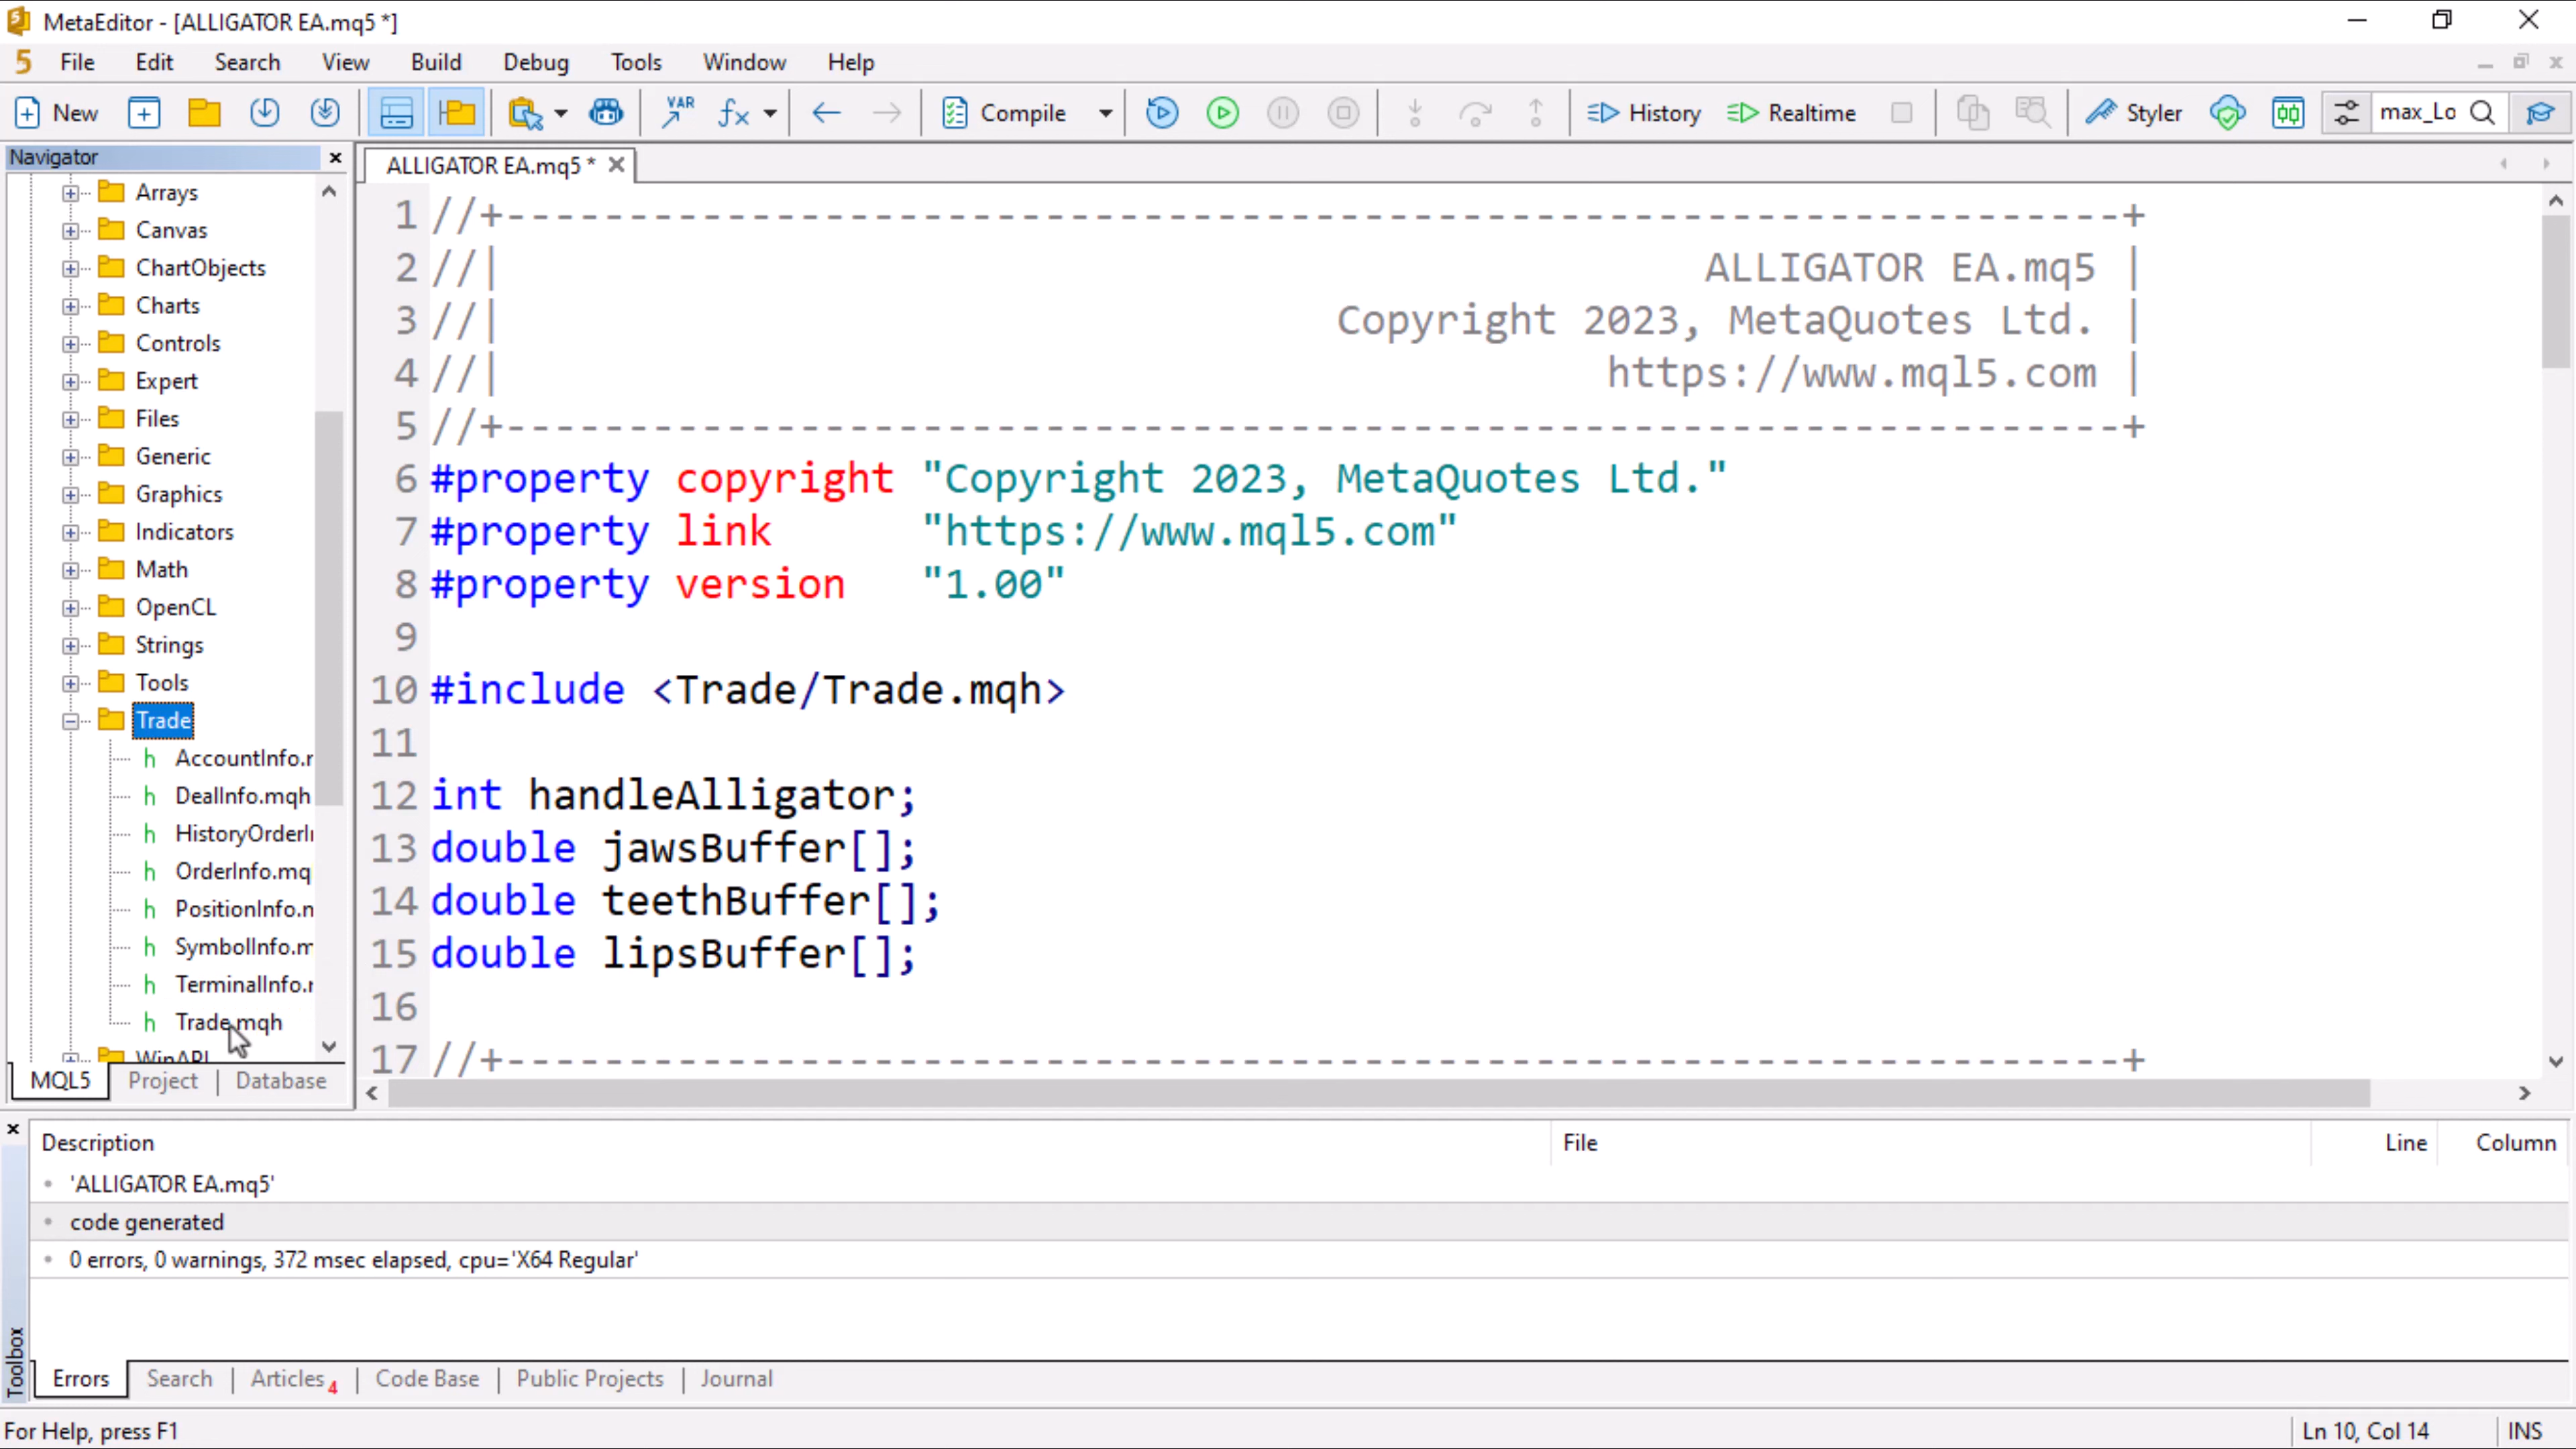 MetaEditor - [ALLIGATOR EA.mq5 *]
File Edit Search View Build Debug Tools Window Help
New VAR fx Compile History Realtime Styler max_Lo
Navigator
ALLIGATOR EA.mq5 *
Arrays
Canvas
ChartObjects
Charts
Controls
Expert
Files
Generic
Graphics
Indicators
Math
OpenCL
Strings
Tools
Trade
AccountInfo.r
DealInfo.mqh
HistoryOrderI
OrderInfo.mq
PositionInfo.
SymbolInfo.m
TerminalInfo.r
Trade.mqh
WinAPI
MQL5 Project Database
1 //+------------------------------------------------------------------+
2 //| ALLIGATOR EA.mq5 |
3 //| Copyright 2023, MetaQuotes Ltd. |
4 //| https://www.mql5.com |
5 //+------------------------------------------------------------------+
6 #property copyright "Copyright 2023, MetaQuotes Ltd."
7 #property link "https://www.mql5.com"
8 #property version "1.00"
9
10 #include <Trade/Trade.mqh>
11
12 int handleAlligator;
13 double jawsBuffer[];
14 double teethBuffer[];
15 double lipsBuffer[];
16
17 //+------------------------------------------------------------------+
Description File Line Column
'ALLIGATOR EA.mq5'
code generated
0 errors, 0 warnings, 372 msec elapsed, cpu='X64 Regular'
Toolbox
Errors Search Articles 4 Code Base Public Projects Journal
For Help, press F1 Ln 10, Col 14 INS